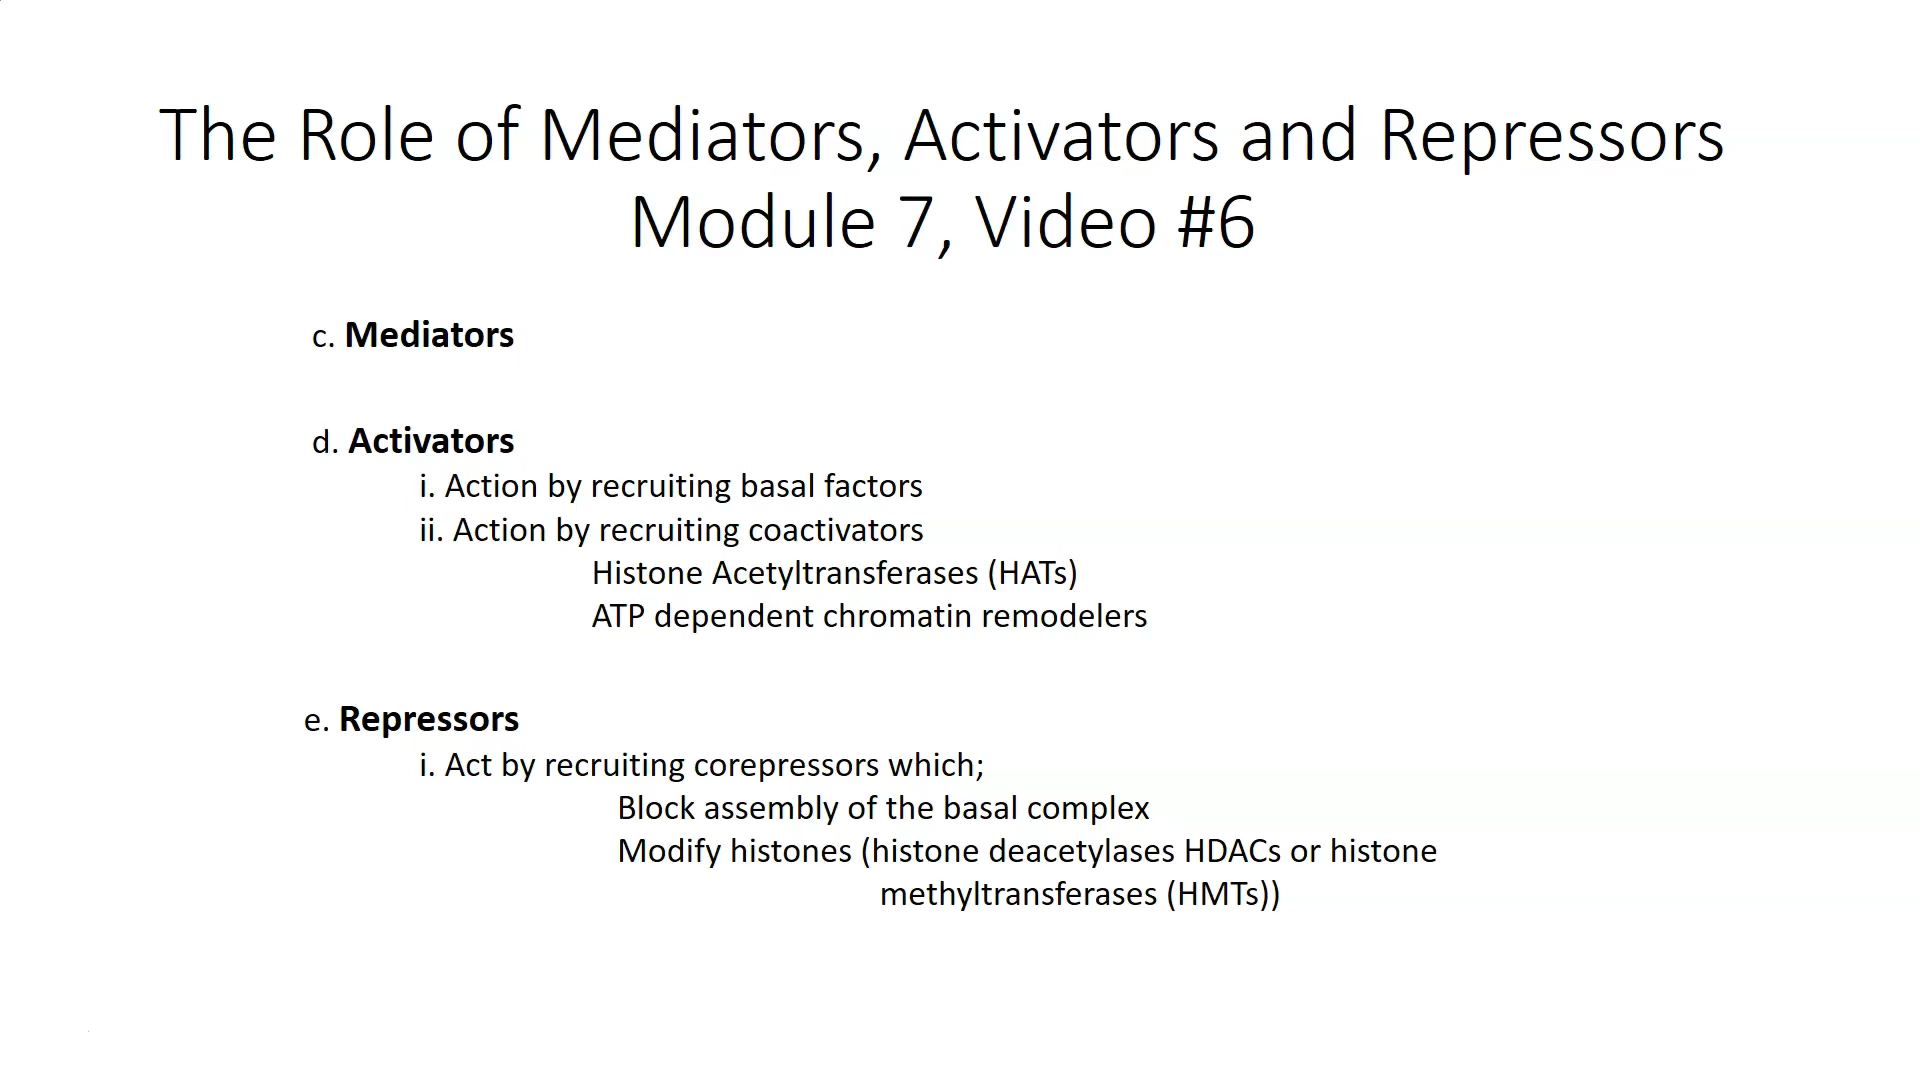 The Role of Mediators, Activators and Repressors
Module 7, Video #6
c. Mediators
d. Activators
i. Action by recruiting basal factors
ii. Action by recruiting coactivators
Histone Acetyltransferases (HATs)
ATP dependent chromatin remodelers
e. Repressors
i. Act by recruiting corepressors which;
Block assembly of the basal complex
Modify histones (histone deacetylases HDACs or histone
methyltransferases (HMTs))